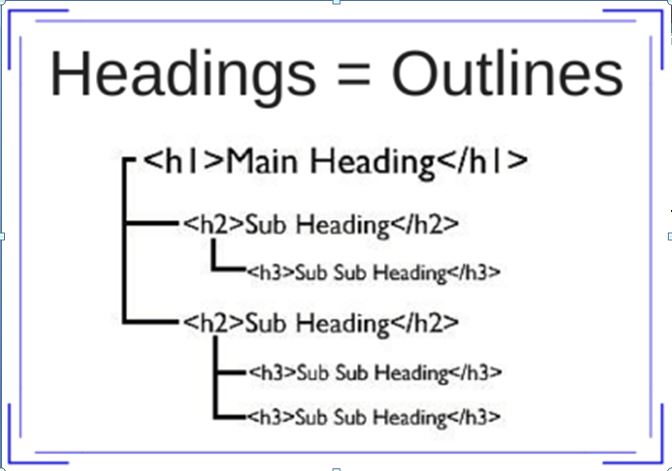 Headings = Outlines
<h1>Main Heading</h1>
<h2>Sub Heading</h2>
<h3>Sub Sub Heading</h3>
<h2>Sub Heading</h2>
<h3>Sub Sub Heading</h3>
<h3>Sub Sub Heading</h3>